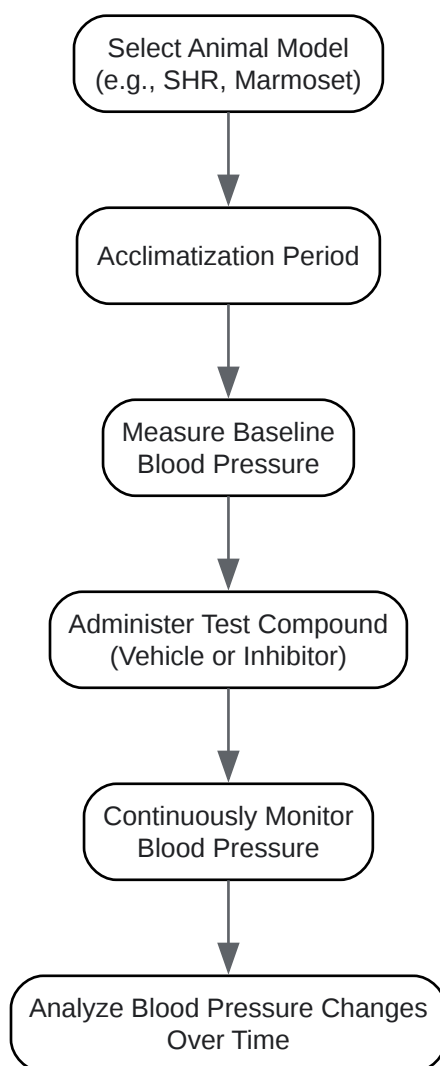 Select Animal Model
(e.g., SHR, Marmoset)
Acclimatization Period
Measure Baseline
Blood Pressure
Administer Test Compound
(Vehicle or Inhibitor)
Continuously Monitor
Blood Pressure
Analyze Blood Pressure Changes
Over Time